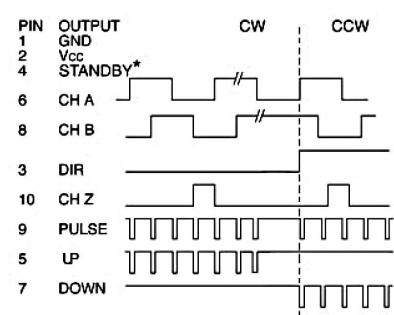 PIN OUTPUT CW CCW
1 GND
2 Vcc
4 STANDBY*
6 CH A
8 CH B
3 DIR
10 CH Z
9 PULSE
5 UP
7 DOWN